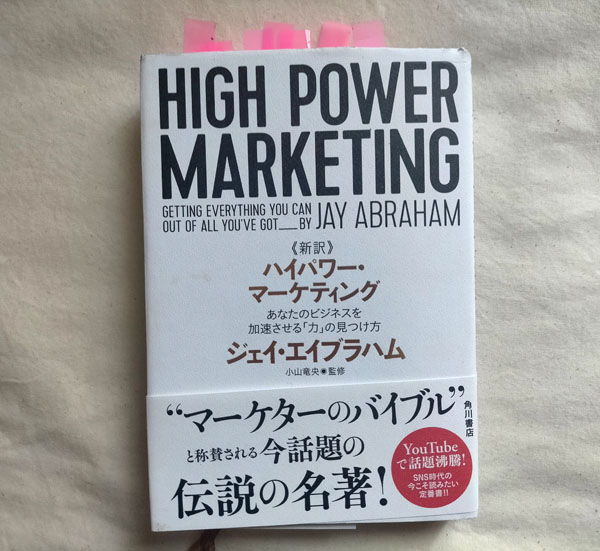 HIGH POWER
MARKETING
GETTING EVERYTHING YOU CAN
OUT OF ALL YOU'VE GOT___BY JAY ABRAHAM
《新訳》
ハイパワー・
マーケティング
あなたのビジネスを
加速させる「力」の見つけ方
ジェイ・エイブラハム
小山竜央◉監修
“マーケターのバイブル”
と称賛される今話題の
伝説の名著!
角川書店
YouTube
で話題沸騰!
SNS時代の
今こそ読みたい
定番書!!